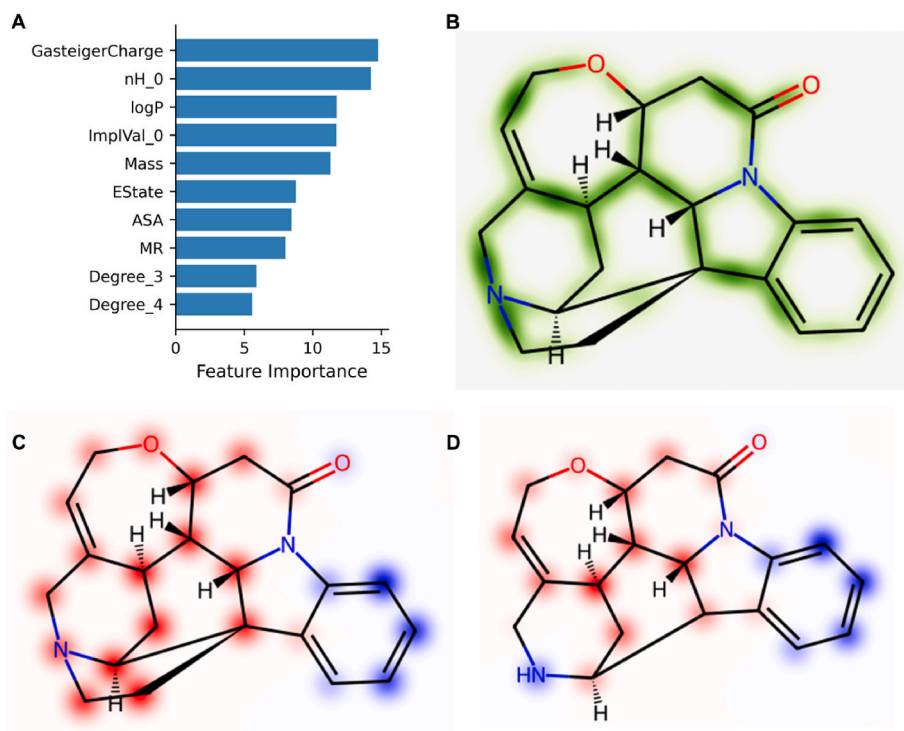 A
GasteigerCharge
nH_0
logP
ImplVal_0
Mass
EState
ASA
MR
Degree_3
Degree_4
0 5 10 15
Feature Importance
B
O O
H
H
H
N
H
N
H
C
O O
H
H
H
N
H
N
H
D
O O
H
H
H
N
H
HN
H